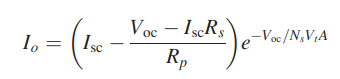 $I_o = \left( I_{sc} - \frac{V_{oc} - I_{sc} R_s}{R_p} \right) e^{-V_{oc}/N_s V_t A}$